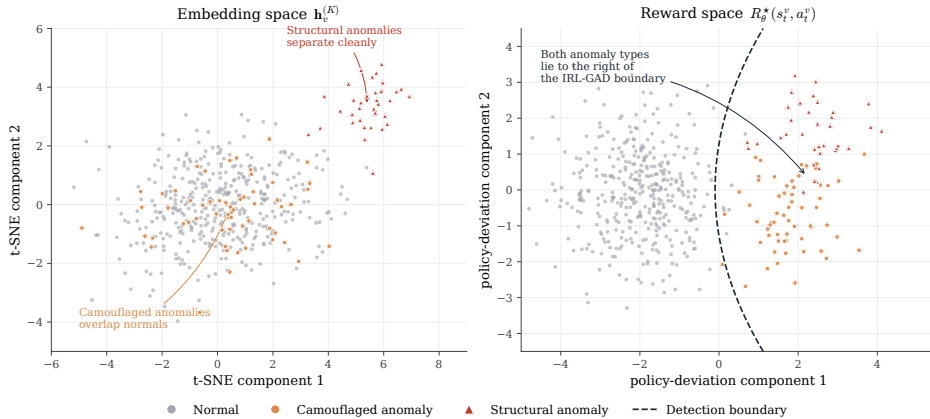 Embedding space h_v^(K)
Structural anomalies
separate cleanly
6
4
2
0
−2
−4
t-SNE component 2
Camouflaged anomalies
overlap normals
−6
−4
−2
0
2
4
6
8
t-SNE component 1
Reward space R_θ^⋆(s_t^v, a_t^v)
Both anomaly types
lie to the right of
the IRL-GAD boundary
4
3
2
1
0
−1
−2
−3
−4
policy-deviation component 2
−4
−2
0
2
4
policy-deviation component 1
Normal
Camouflaged anomaly
Structural anomaly
Detection boundary